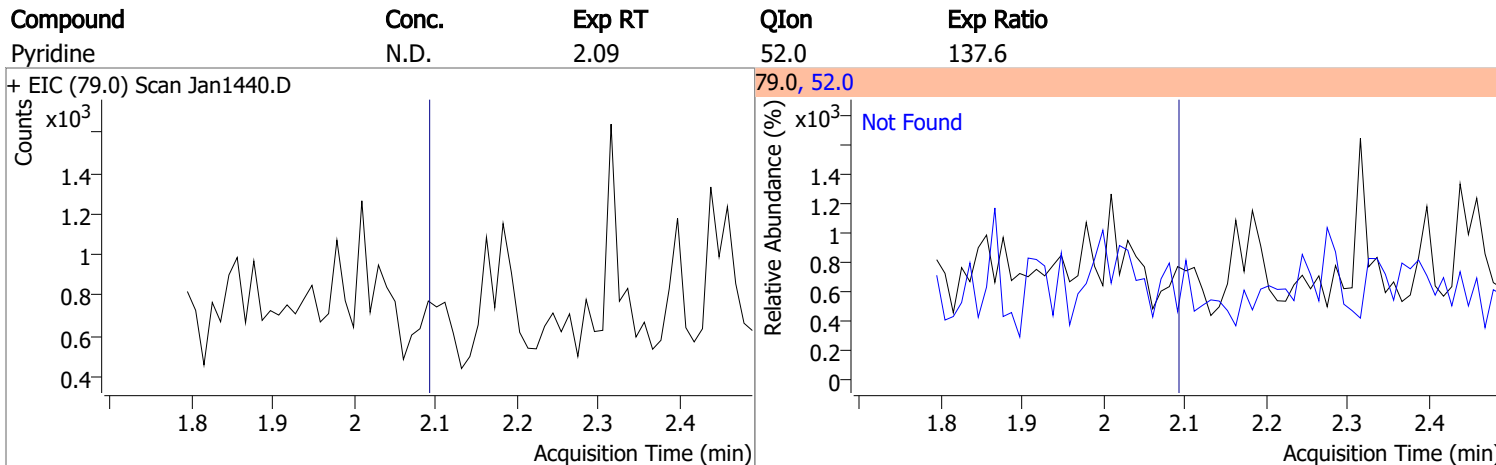 Compound Conc. Exp RT QIon Exp Ratio
Pyridine N.D. 2.09 52.0 137.6
+ EIC (79.0) Scan Jan1440.D
Counts
x10³
1.4
1.2
1
0.8
0.6
0.4
1.8 1.9 2 2.1 2.2 2.3 2.4
Acquisition Time (min)
79.0, 52.0
Relative Abundance (%)
x10³
Not Found
1.4
1.2
1
0.8
0.6
0.4
0.2
0
1.8 1.9 2 2.1 2.2 2.3 2.4
Acquisition Time (min)